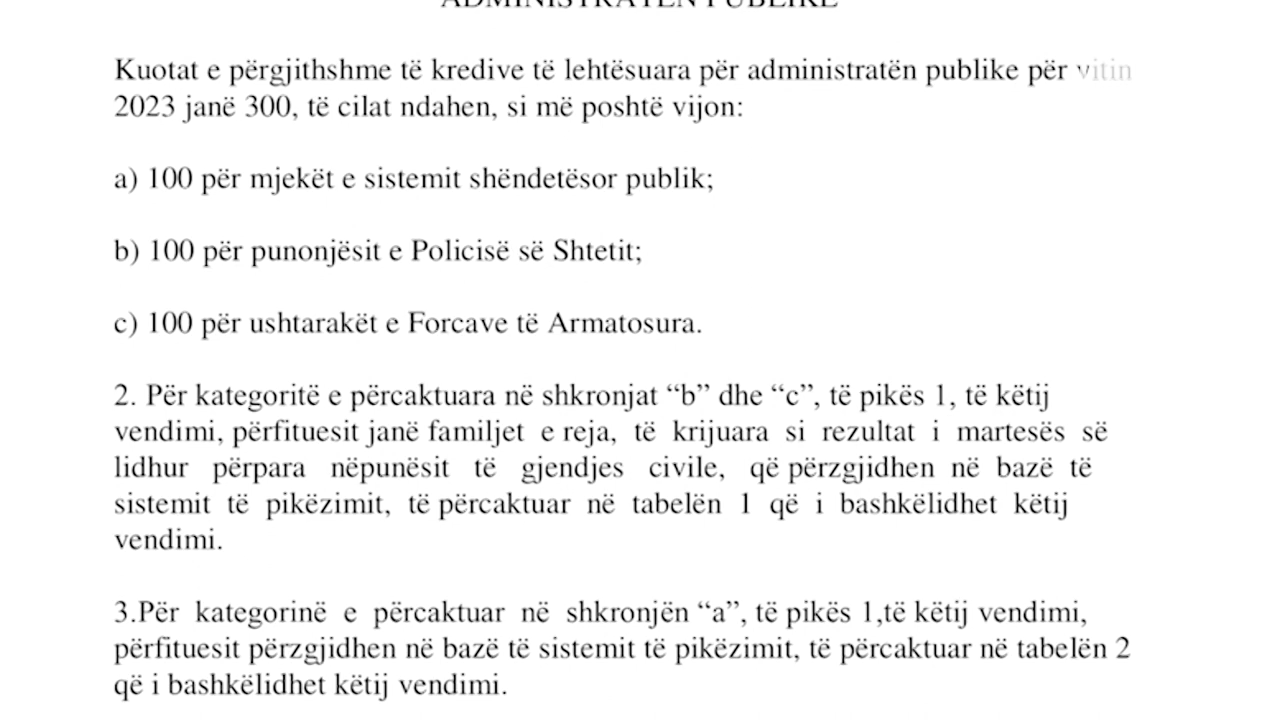 ADMINISTRATËN PUBLIKE
Kuotat e përgjithshme të kredive të lehtësuara për administratën publike për vitin
2023 janë 300, të cilat ndahen, si më poshtë vijon:
a) 100 për mjekët e sistemit shëndetësor publik;
b) 100 për punonjësit e Policisë së Shtetit;
c) 100 për ushtarakët e Forcave të Armatosura.
2. Për kategoritë e përcaktuara në shkronjat “b” dhe “c”, të pikës 1, të këtij
vendimi, përfituesit janë familjet e reja, të krijuara si rezultat i martesës së
lidhur përpara nëpunësit të gjendjes civile, që përzgjidhen në bazë të
sistemit të pikëzimit, të përcaktuar në tabelën 1 që i bashkëlidhet këtij
vendimi.
3.Për kategorinë e përcaktuar në shkronjën “a”, të pikës 1,të këtij vendimi,
përfituesit përzgjidhen në bazë të sistemit të pikëzimit, të përcaktuar në tabelën 2
që i bashkëlidhet këtij vendimi.